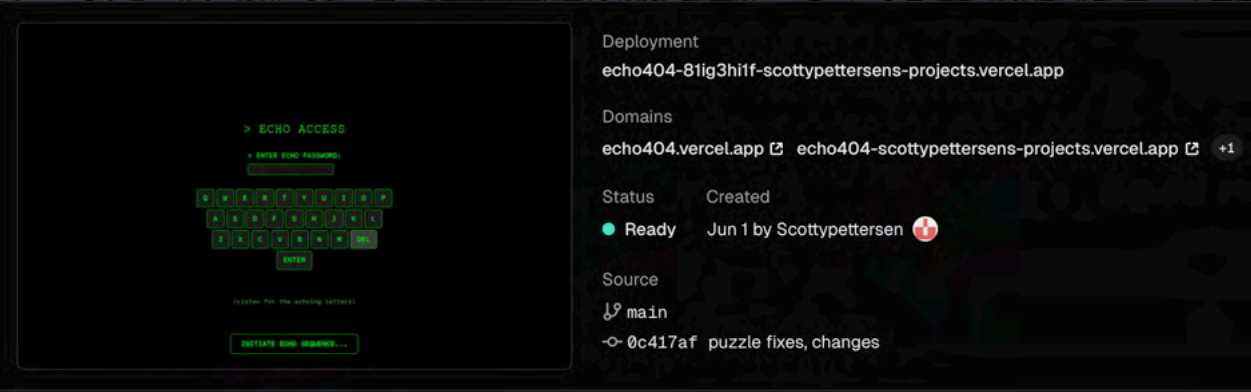 > ECHO ACCESS
> ENTER ECHO PASSWORD:
Q W E R T Y U I O P
A S D F G H J K L
Z X C V B N M DEL
ENTER
(Listen for the echoing letters)
INITIATE ECHO SEQUENCE...
Deployment
echo404-81ig3hi1f-scottypettersens-projects.vercel.app
Domains
echo404.vercel.app echo404-scottypettersens-projects.vercel.app +1
Status Created
Ready Jun 1 by Scottypettersen
Source
main
0c417af puzzle fixes, changes